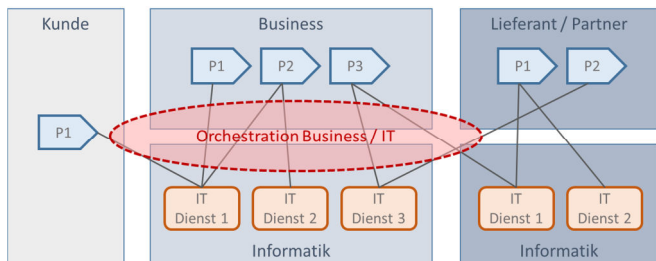 Kunde
Business
Lieferant / Partner
P1
P2
P3
P1
P2
P1
Orchestration Business / IT
IT
Dienst 1
IT
Dienst 2
IT
Dienst 3
IT
Dienst 1
IT
Dienst 2
Informatik
Informatik